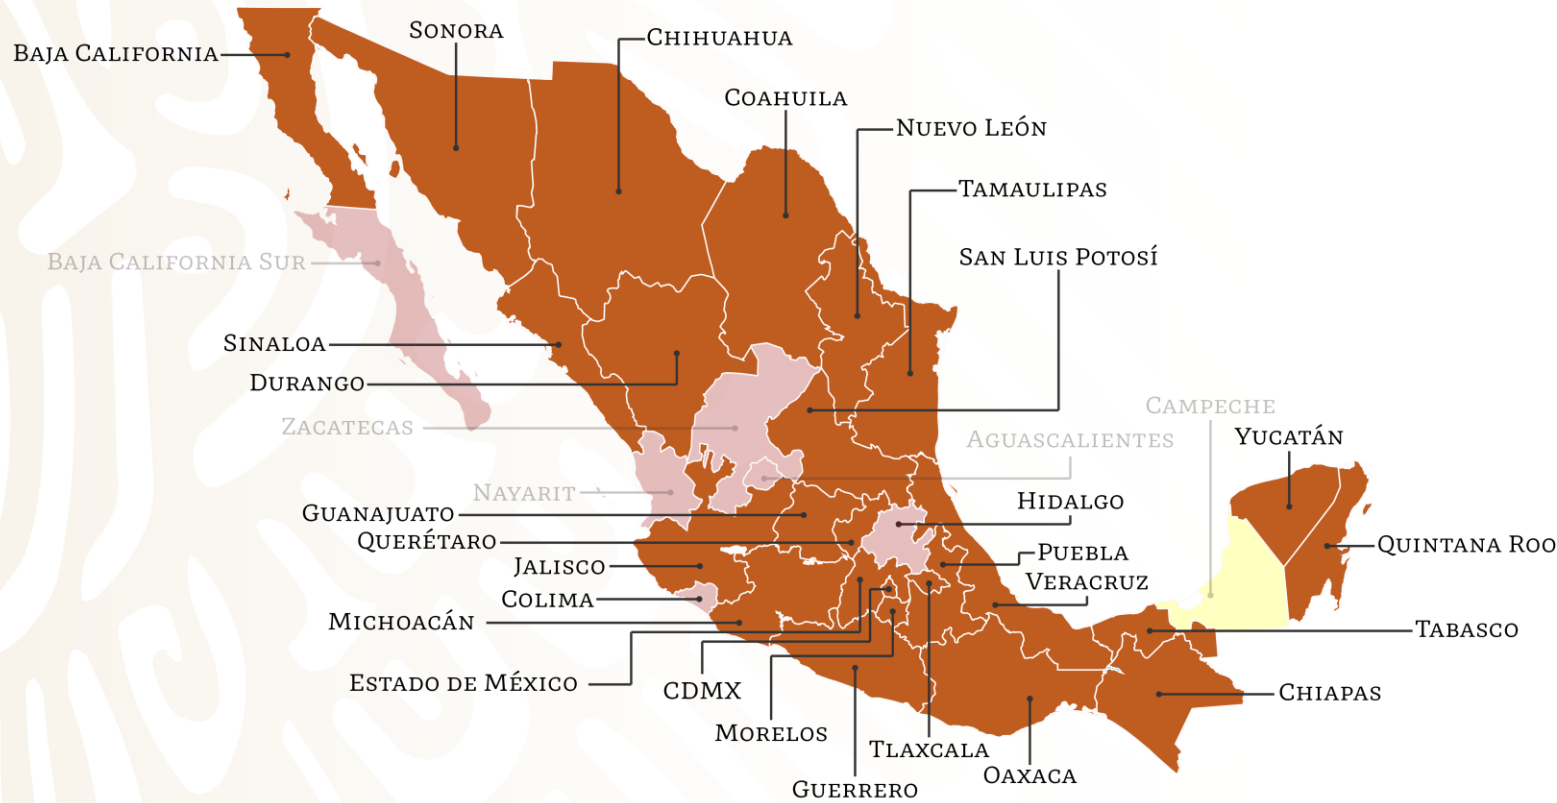 Sonora
Chihuahua
Baja California
Coahuila
Nuevo León
Tamaulipas
San Luis Potosí
Baja California Sur
Sinaloa
Durango
Campeche
Zacatecas
Aguascalientes
Yucatán
Nayarit
Hidalgo
Guanajuato
Querétaro
Quintana Roo
Puebla
Jalisco
Veracruz
Colima
Michoacán
Tabasco
Estado de México
CDMX
Chiapas
Morelos
Tlaxcala
Oaxaca
Guerrero